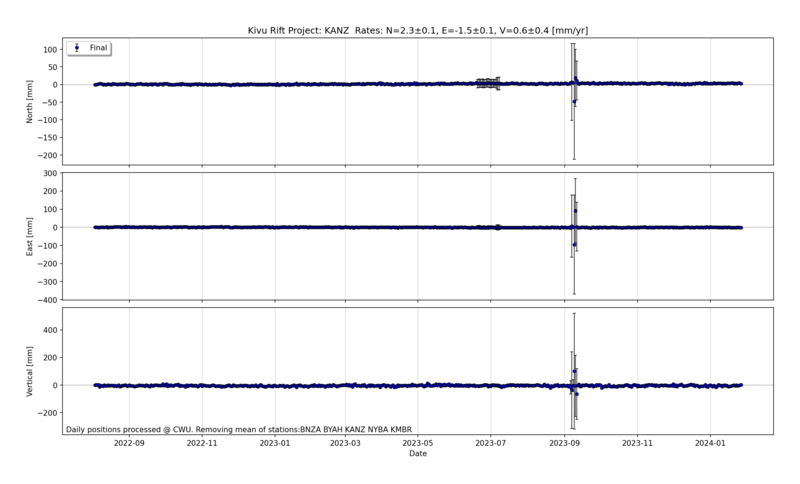 Kivu Rift Project: KANZ  Rates: N=2.3±0.1, E=-1.5±0.1, V=0.6±0.4 [mm/yr]
Final
North [mm]
100
50
0
−50
−100
−150
−200
East [mm]
300
200
100
0
−100
−200
−300
−400
Vertical [mm]
400
200
0
−200
Daily positions processed @ CWU. Removing mean of stations:BNZA BYAH KANZ NYBA KMBR
2022-09 2022-11 2023-01 2023-03 2023-05 2023-07 2023-09 2023-11 2024-01
Date